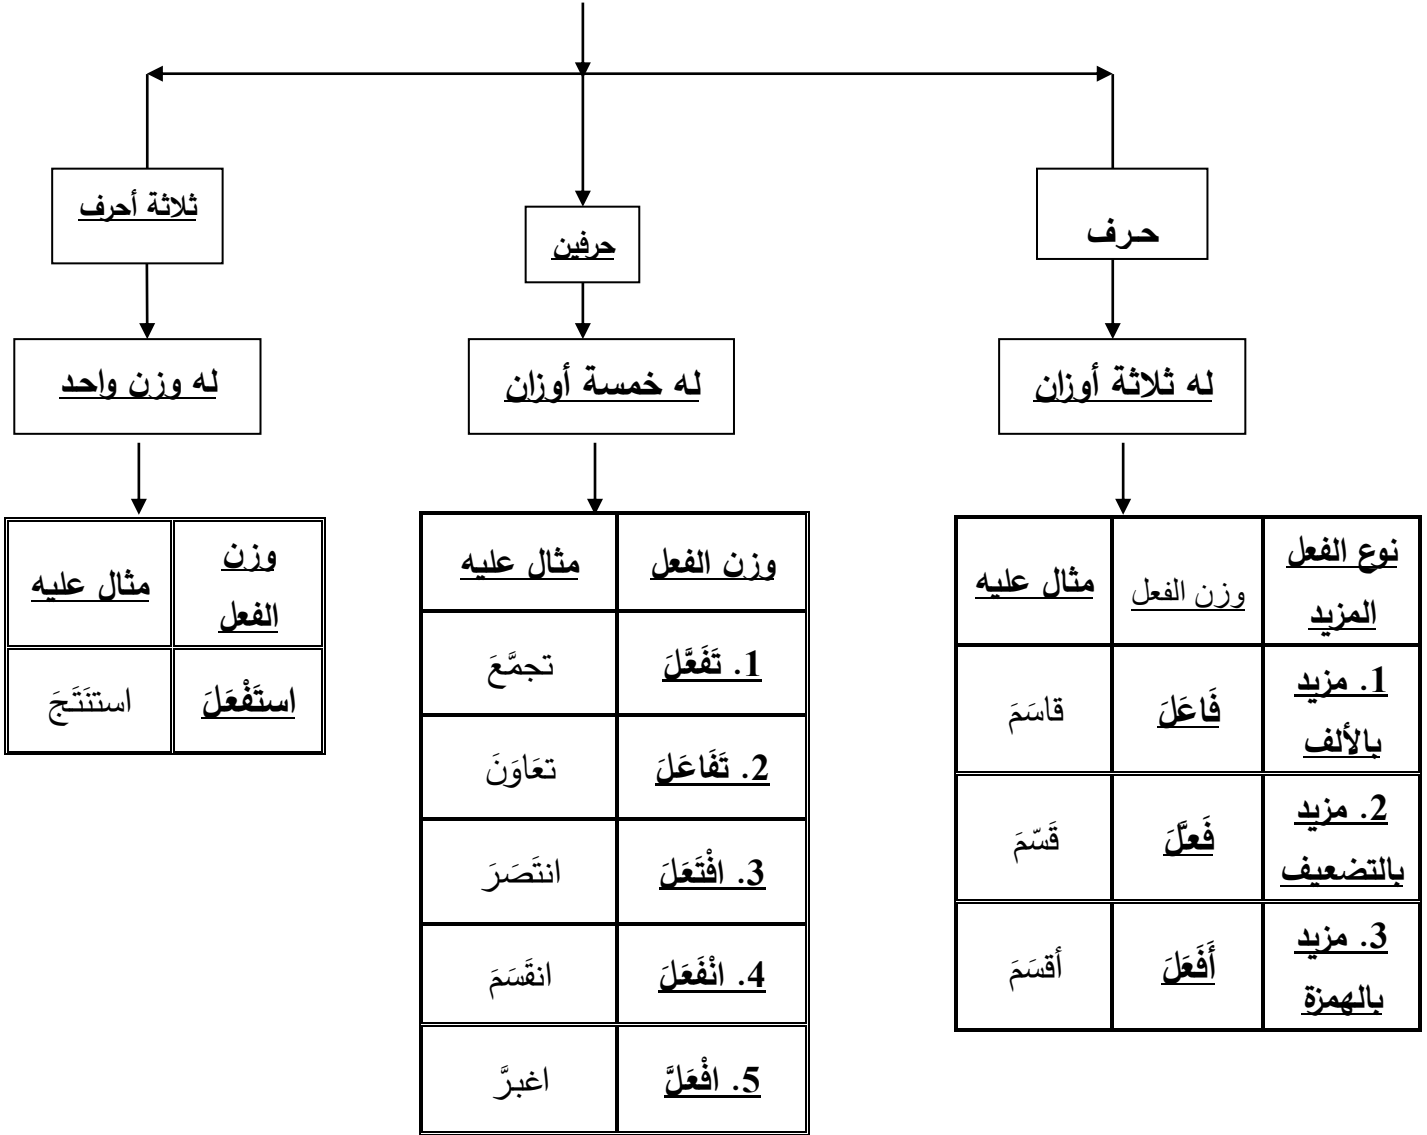 حرف
حرفين
ثلاثة أحرف
له ثلاثة أوزان
له خمسة أوزان
له وزن واحد
نوع الفعل
المزيد
وزن الفعل
مثال عليه
1. مزيد
بالألف
فَاعَلَ
قاسَمَ
2. مزيد
بالتضعيف
فَعَّلَ
قَسّمَ
3. مزيد
بالهمزة
أَفَعَلَ
أقسَمَ
وزن الفعل
مثال عليه
1. تَفَعَّلَ
تجمَّعَ
2. تَفَاعَلَ
تعَاوَنَ
3. افْتَعَلَ
انتَصَرَ
4. انْفَعَلَ
انقَسَمَ
5. افْعَلَّ
اغبرَّ
وزن
الفعل
مثال عليه
استَفْعَلَ
استنَتَجَ